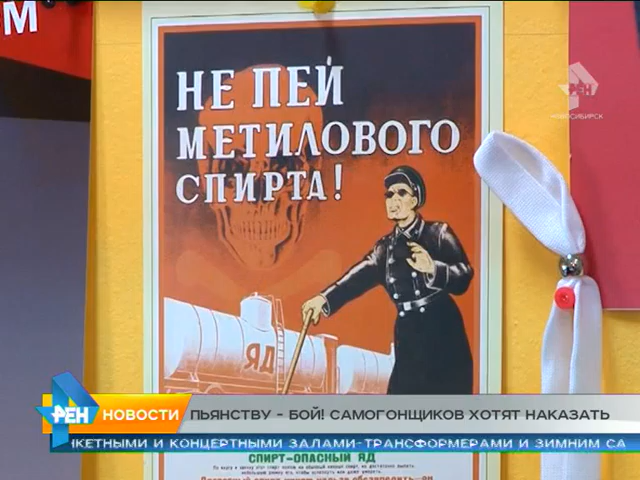 М
НЕ ПЕЙ
МЕТИЛОВОГО
СПИРТА!
РЕН
НОВОСИБИРСК
ЯД
РЕН НОВОСТИ
ПЬЯНСТВУ - БОЙ! САМОГОНЩИКОВ ХОТЯТ НАКАЗАТЬ
НКЕТНЫМИ И КОНЦЕРТНЫМИ ЗАЛАМИ-ТРАНСФОРМЕРАМИ И ЗИМНИМ СА
СПИРТ-ОПАСНЫЙ ЯД